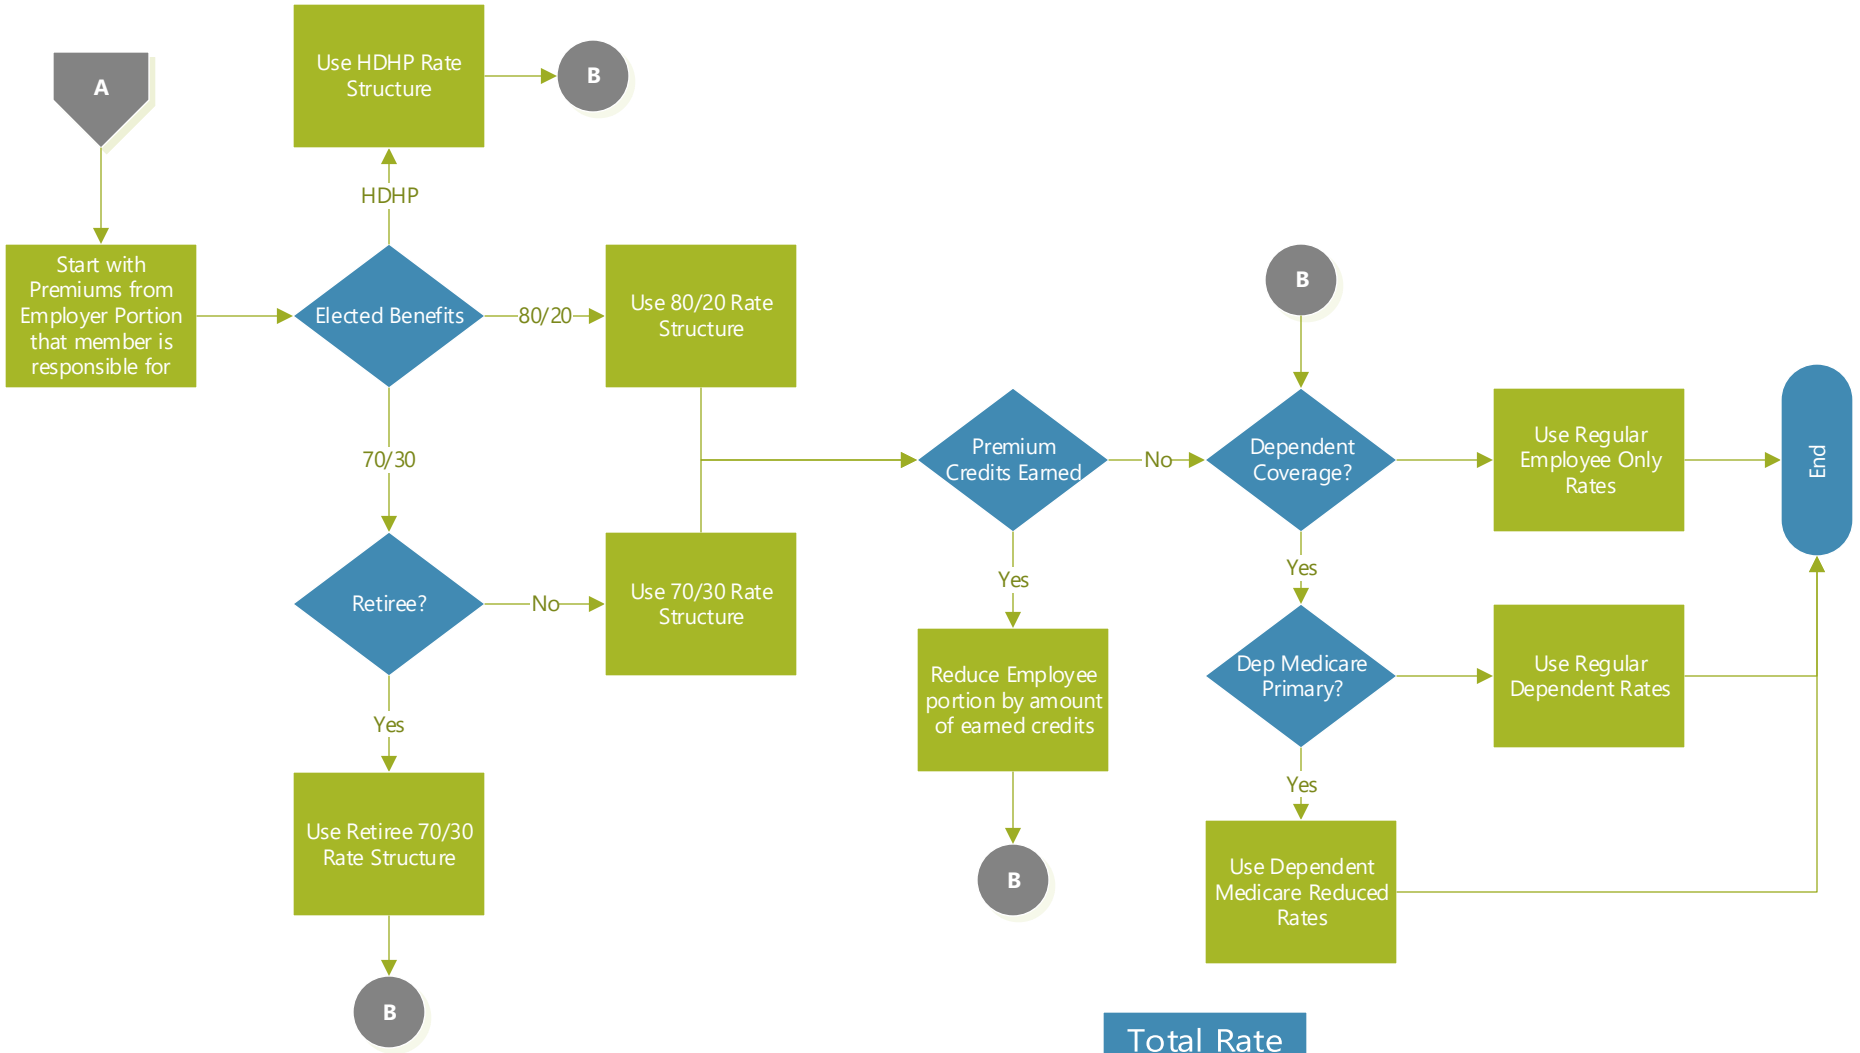 Use HDHP Rate
Structure
B
A
HDHP
Start with
Premiums from
Employer Portion
that member is
responsible for
Elected Benefits
80/20
Use 80/20 Rate
Structure
B
70/30
Premium
Credits Earned
No
Dependent
Coverage?
Use Regular
Employee Only
Rates
End
Yes
Yes
Retiree?
No
Use 70/30 Rate
Structure
Reduce Employee
portion by amount
of earned credits
Dep Medicare
Primary?
Use Regular
Dependent Rates
Yes
Yes
Use Retiree 70/30
Rate Structure
B
Use Dependent
Medicare Reduced
Rates
B
Total Rate